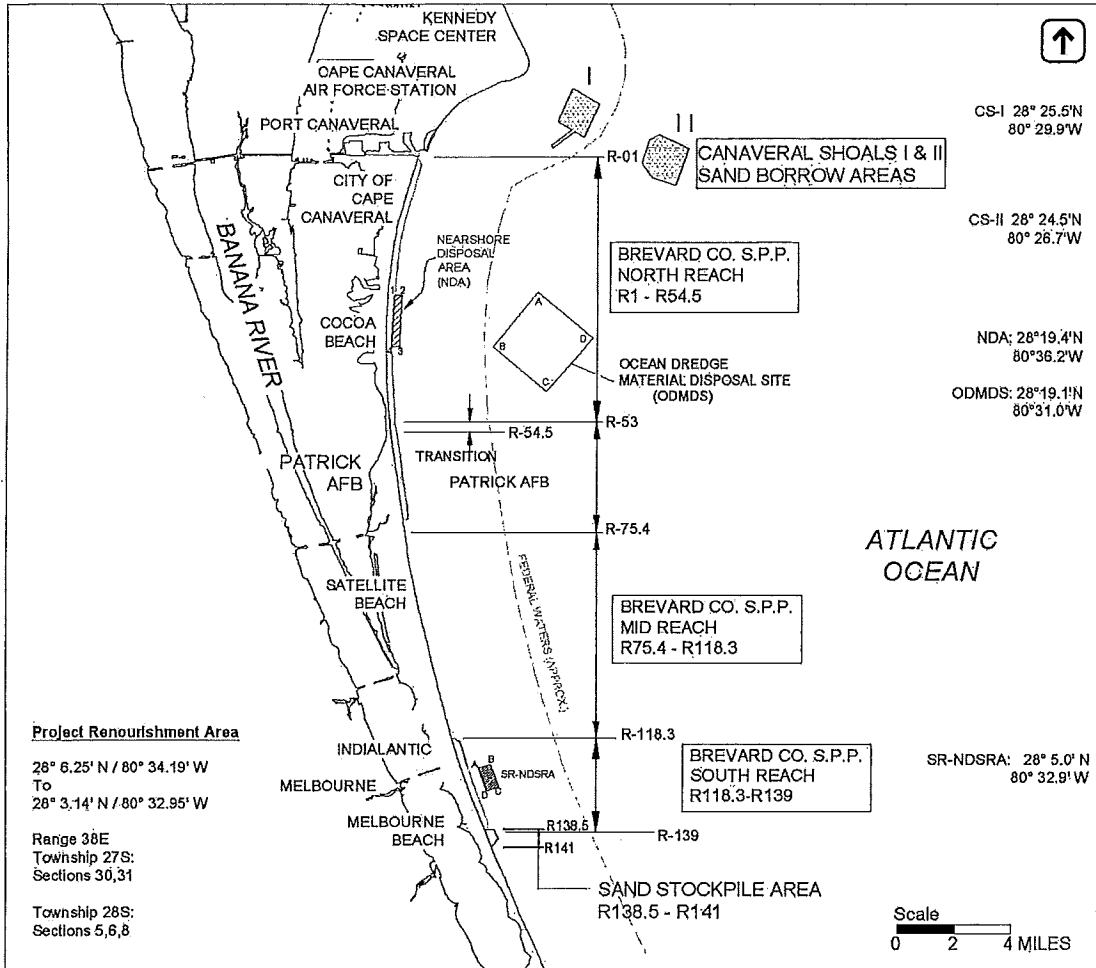 KENNEDY
SPACE CENTER
CAPE CANAVERAL
AIR FORCE STATION
PORT CANAVERAL
I
II
R-01
CANAVERAL SHOALS I & II
SAND BORROW AREAS
CS-I 28° 25.5'N
80° 29.9'W
CITY OF
CAPE
CANAVERAL
CS-II 28° 24.5'N
80° 26.7'W
BANANA RIVER
NEARSHORE
DISPOSAL
AREA
(NDA)
1 2
3
COCOA
BEACH
BREVARD CO. S.P.P.
NORTH REACH
R1 - R54.5
A
B
C
D
OCEAN DREDGE
MATERIAL DISPOSAL SITE
(ODMDS)
NDA: 28°19.4'N
80°36.2'W
ODMDS: 28°19.1'N
80°31.0'W
R-53
R-54.5
TRANSITION
PATRICK
AFB
PATRICK AFB
R-75.4
ATLANTIC
OCEAN
SATELLITE
BEACH
FEDERAL WATERS (APPROX.)
BREVARD CO. S.P.P.
MID REACH
R75.4 - R118.3
R-118.3
Project Renourishment Area
28° 6.25' N / 80° 34.19' W
To
28° 3.14' N / 80° 32.95' W
Range 38E
Township 27S:
Sections 30,31
Township 28S:
Sections 5,6,8
INDIALANTIC
MELBOURNE
MELBOURNE
BEACH
A
B
C
D
SR-NDSRA
BREVARD CO. S.P.P.
SOUTH REACH
R118.3-R139
SR-NDSRA: 28° 5.0' N
80° 32.9' W
R138.5
R-139
R141
SAND STOCKPILE AREA
R138.5 - R141
Scale
0 2 4 MILES